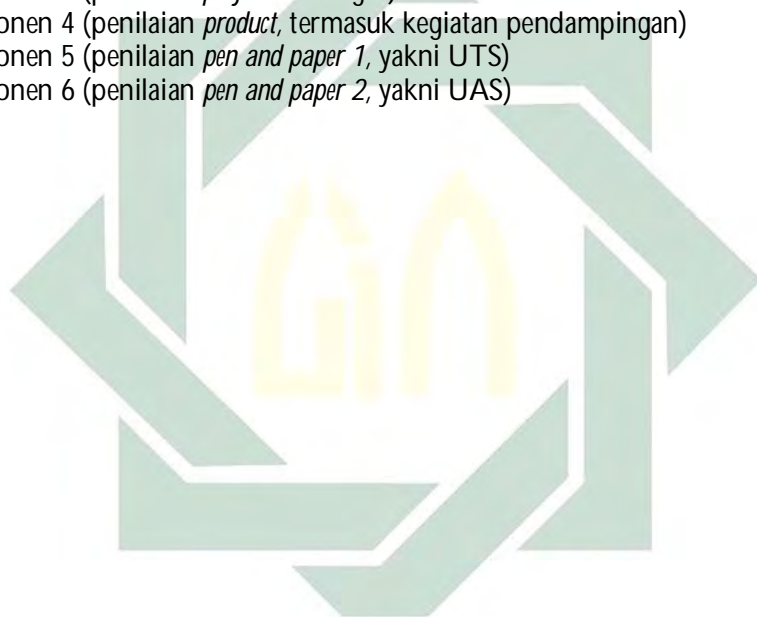 onen 4 (penilaian product, termasuk kegiatan pendampingan)
onen 5 (penilaian pen and paper 1, yakni UTS)
onen 6 (penilaian pen and paper 2, yakni UAS)